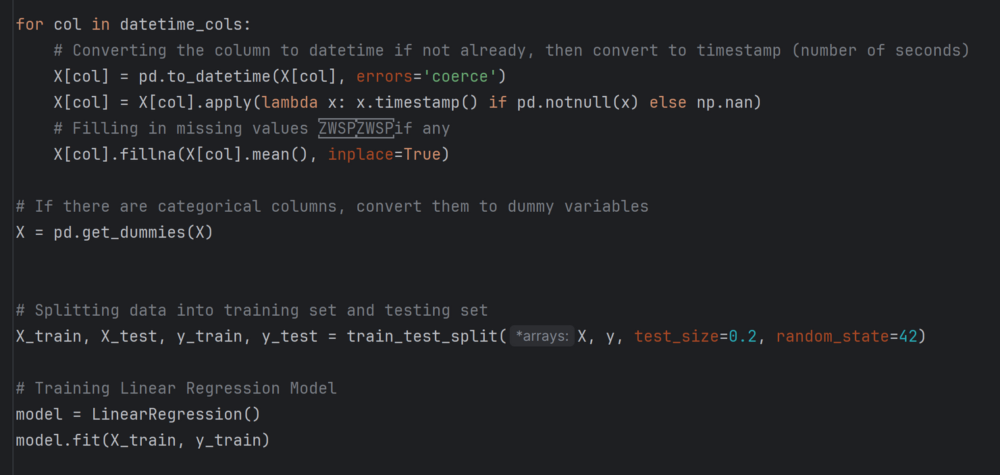 for col in datetime_cols:
    # Converting the column to datetime if not already, then convert to timestamp (number of seconds)
    X[col] = pd.to_datetime(X[col], errors='coerce')
    X[col] = X[col].apply(lambda x: x.timestamp() if pd.notnull(x) else np.nan)
    # Filling in missing values ZWSPZWSPif any
    X[col].fillna(X[col].mean(), inplace=True)
# If there are categorical columns, convert them to dummy variables
X = pd.get_dummies(X)
# Splitting data into training set and testing set
X_train, X_test, y_train, y_test = train_test_split( *arrays: X, y, test_size=0.2, random_state=42)
# Training Linear Regression Model
model = LinearRegression()
model.fit(X_train, y_train)